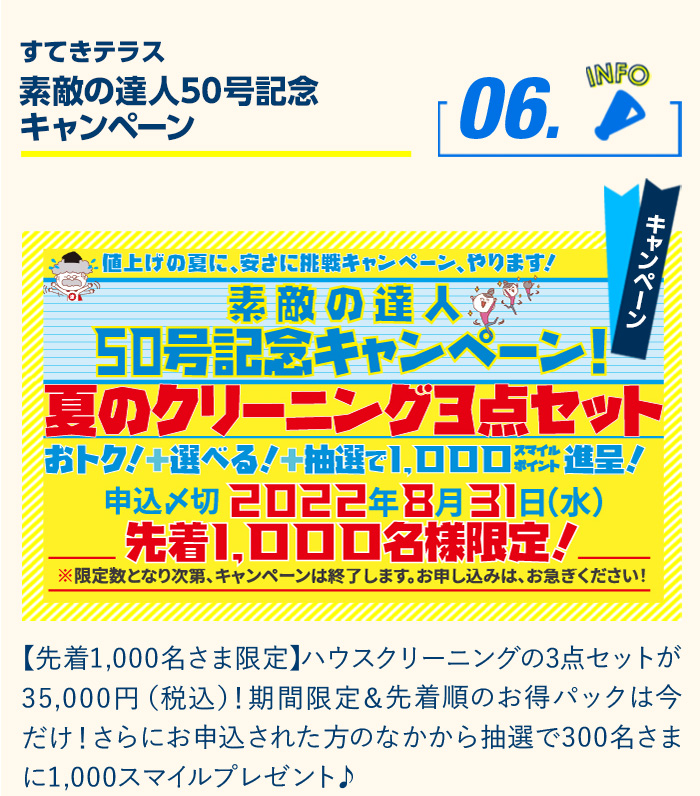 すてきテラス
素敵の達人50号記念
キャンペーン
06.
INFO
キャンペーン
値上げの夏に、安さに挑戦キャンペーン、やります!
素敵の達人
50号記念キャンペーン!
夏のクリーニング3点セット
おトク!+選べる!+抽選で1,000スマイルポイント進呈!
申込〆切 2022年8月31日(水)
先着1,000名様限定!
※限定数となり次第、キャンペーンは終了します。お申し込みは、お急ぎください!
【先着1,000名さま限定】ハウスクリーニングの3点セットが
35,000円（税込）！期間限定＆先着順のお得パックは今
だけ！さらにお申込された方のなかから抽選で300名さま
に1,000スマイルプレゼント♪